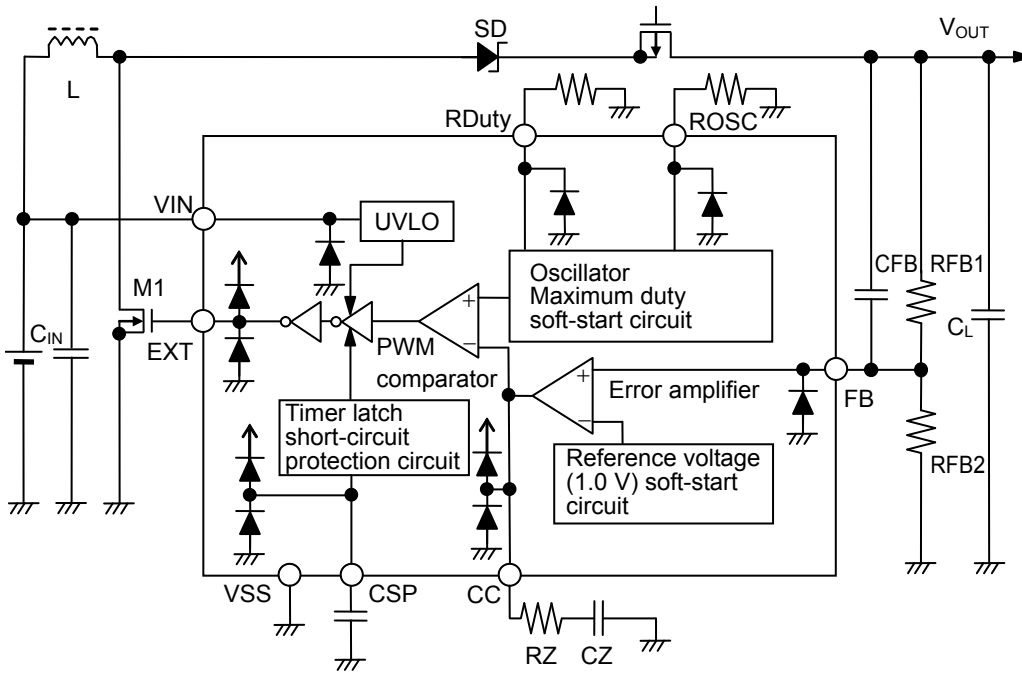 SD
VOUT
L
RDuty
ROSC
VIN
UVLO
Oscillator
Maximum duty
soft-start circuit
CFB
RFB1
M1
CIN
EXT
+
−
PWM
comparator
CL
+
−
Error amplifier
FB
Timer latch
short-circuit
protection circuit
Reference voltage
(1.0 V) soft-start
circuit
RFB2
VSS
CSP
CC
RZ
CZ